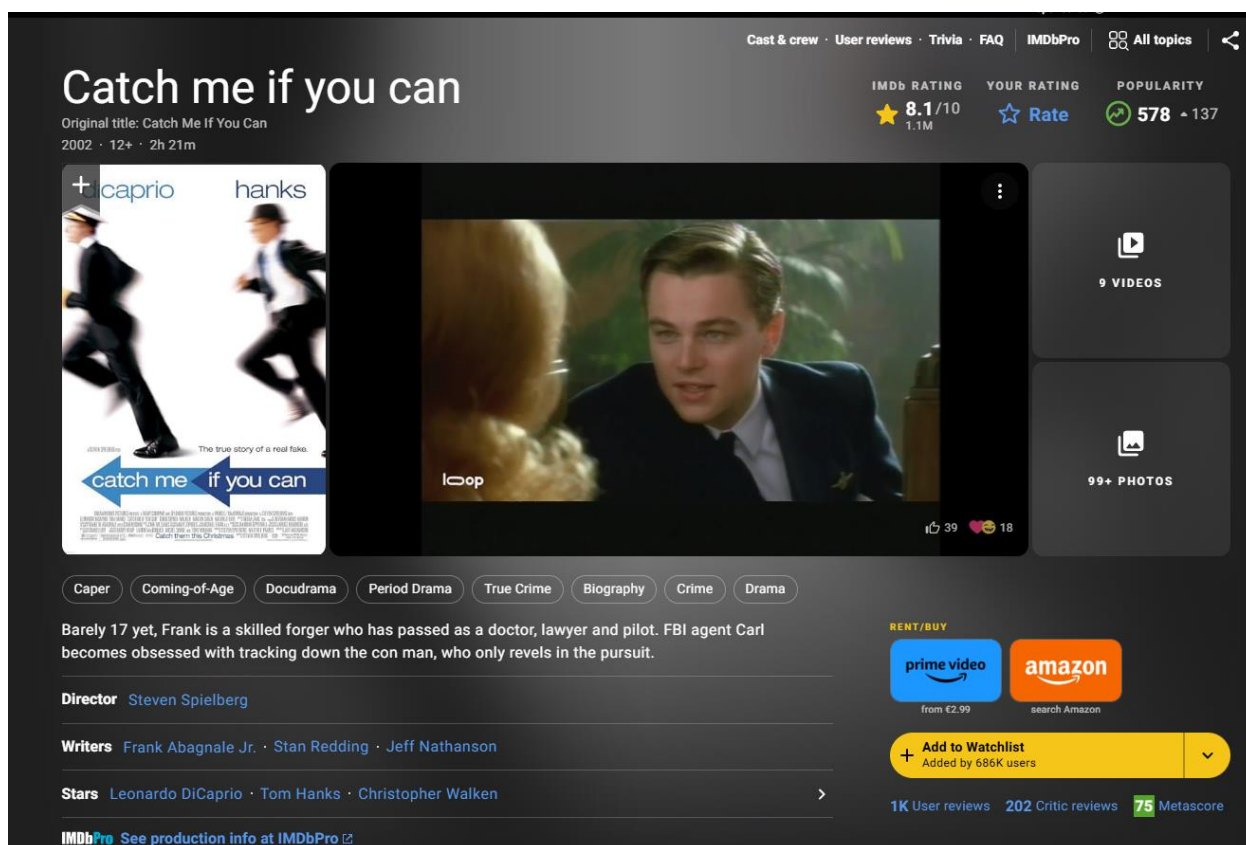 Cast & crew · User reviews · Trivia · FAQ IMDbPro All topics
Catch me if you can
Original title: Catch Me If You Can
2002 · 12+ · 2h 21m
IMDb RATING YOUR RATING POPULARITY
8.1/10 Rate 578 137
1.1M
dicaprio hanks
The true story of a real fake.
catch me if you can
Catch them this Christmas
loop
39 18
9 VIDEOS
99+ PHOTOS
Caper Coming-of-Age Docudrama Period Drama True Crime Biography Crime Drama
Barely 17 yet, Frank is a skilled forger who has passed as a doctor, lawyer and pilot. FBI agent Carl
becomes obsessed with tracking down the con man, who only revels in the pursuit.
Director Steven Spielberg
Writers Frank Abagnale Jr. · Stan Redding · Jeff Nathanson
Stars Leonardo DiCaprio · Tom Hanks · Christopher Walken
IMDbPro See production info at IMDbPro
RENT/BUY
prime video amazon
from €2.99 search Amazon
+ Add to Watchlist
Added by 686K users
1K User reviews 202 Critic reviews 75 Metascore